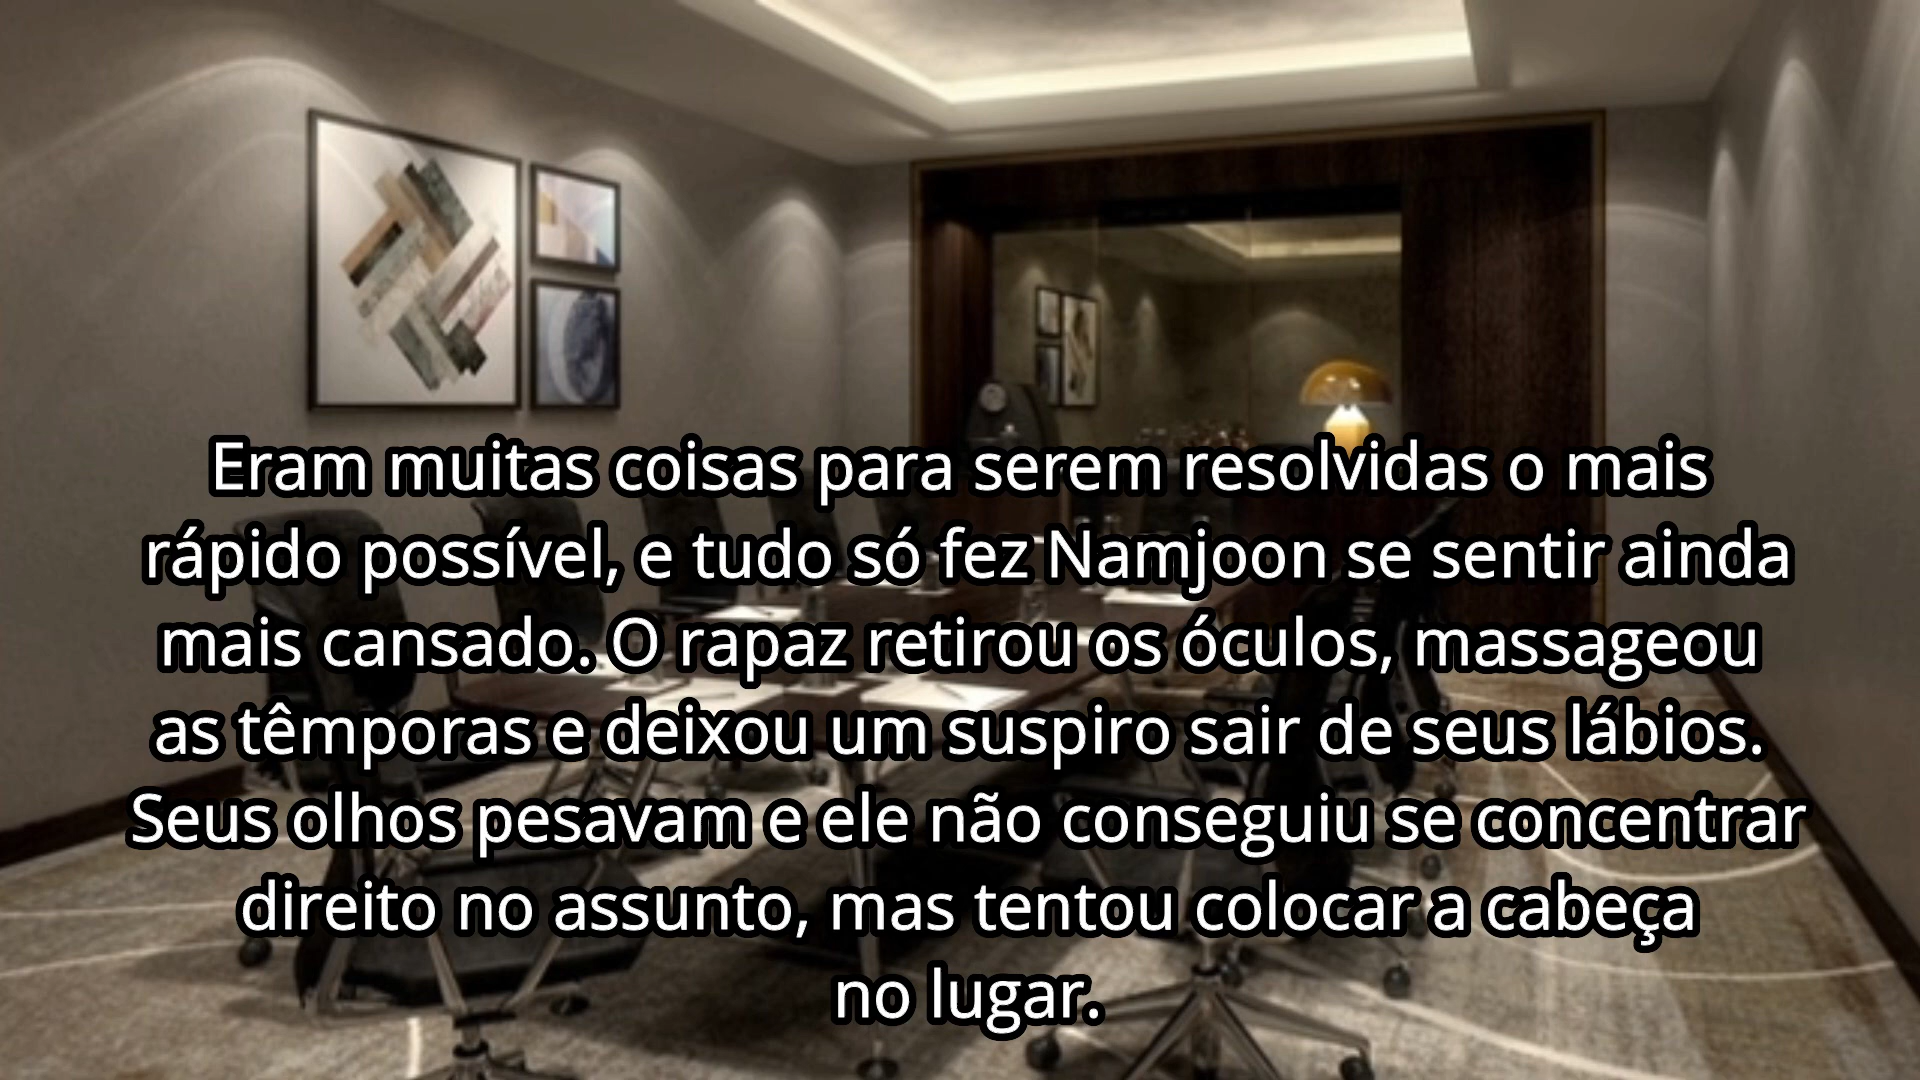 Eram muitas coisas para serem resolvidas o mais
rápido possível, e tudo só fez Namjoon se sentir ainda
mais cansado. O rapaz retirou os óculos, massageou
as têmporas e deixou um suspiro sair de seus lábios.
Seus olhos pesavam e ele não conseguiu se concentrar
direito no assunto, mas tentou colocar a cabeça
no lugar.